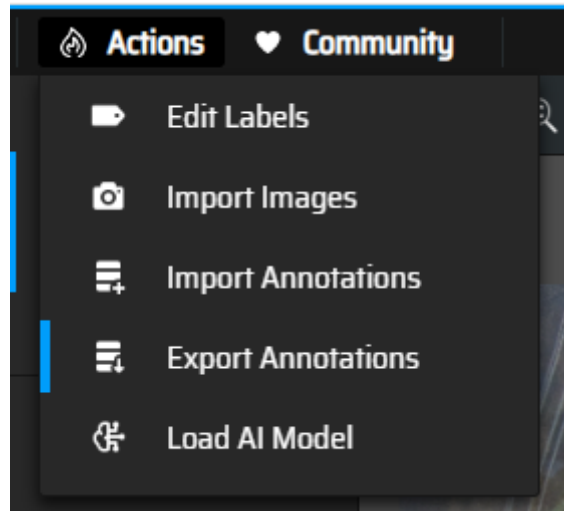 Actions Community
Edit Labels
Import Images
Import Annotations
Export Annotations
Load AI Model